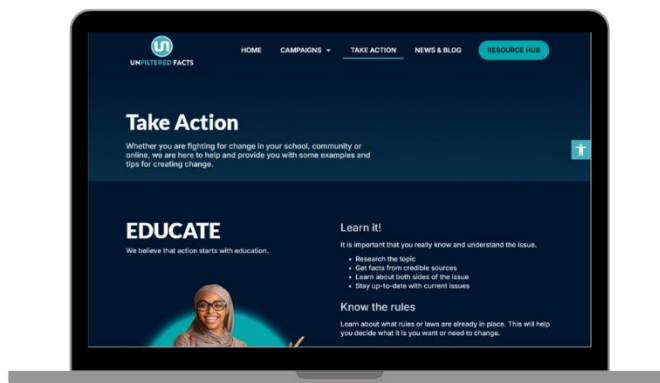 UN
UNFILTERED FACTS
HOME
CAMPAIGNS
TAKE ACTION
NEWS & BLOG
RESOURCE HUB
Take Action
Whether you are fighting for change in your school, community or
online, we are here to help and provide you with some examples and
tips for creating change.
EDUCATE
We believe that action starts with education.
Learn it!
It is important that you really know and understand the issue.
• Research the topic
• Get facts from credible sources
• Learn about both sides of the issue
• Stay up-to-date with current issues
Know the rules
Learn about what rules or laws are already in place. This will help
you decide what it is you want or need to change.